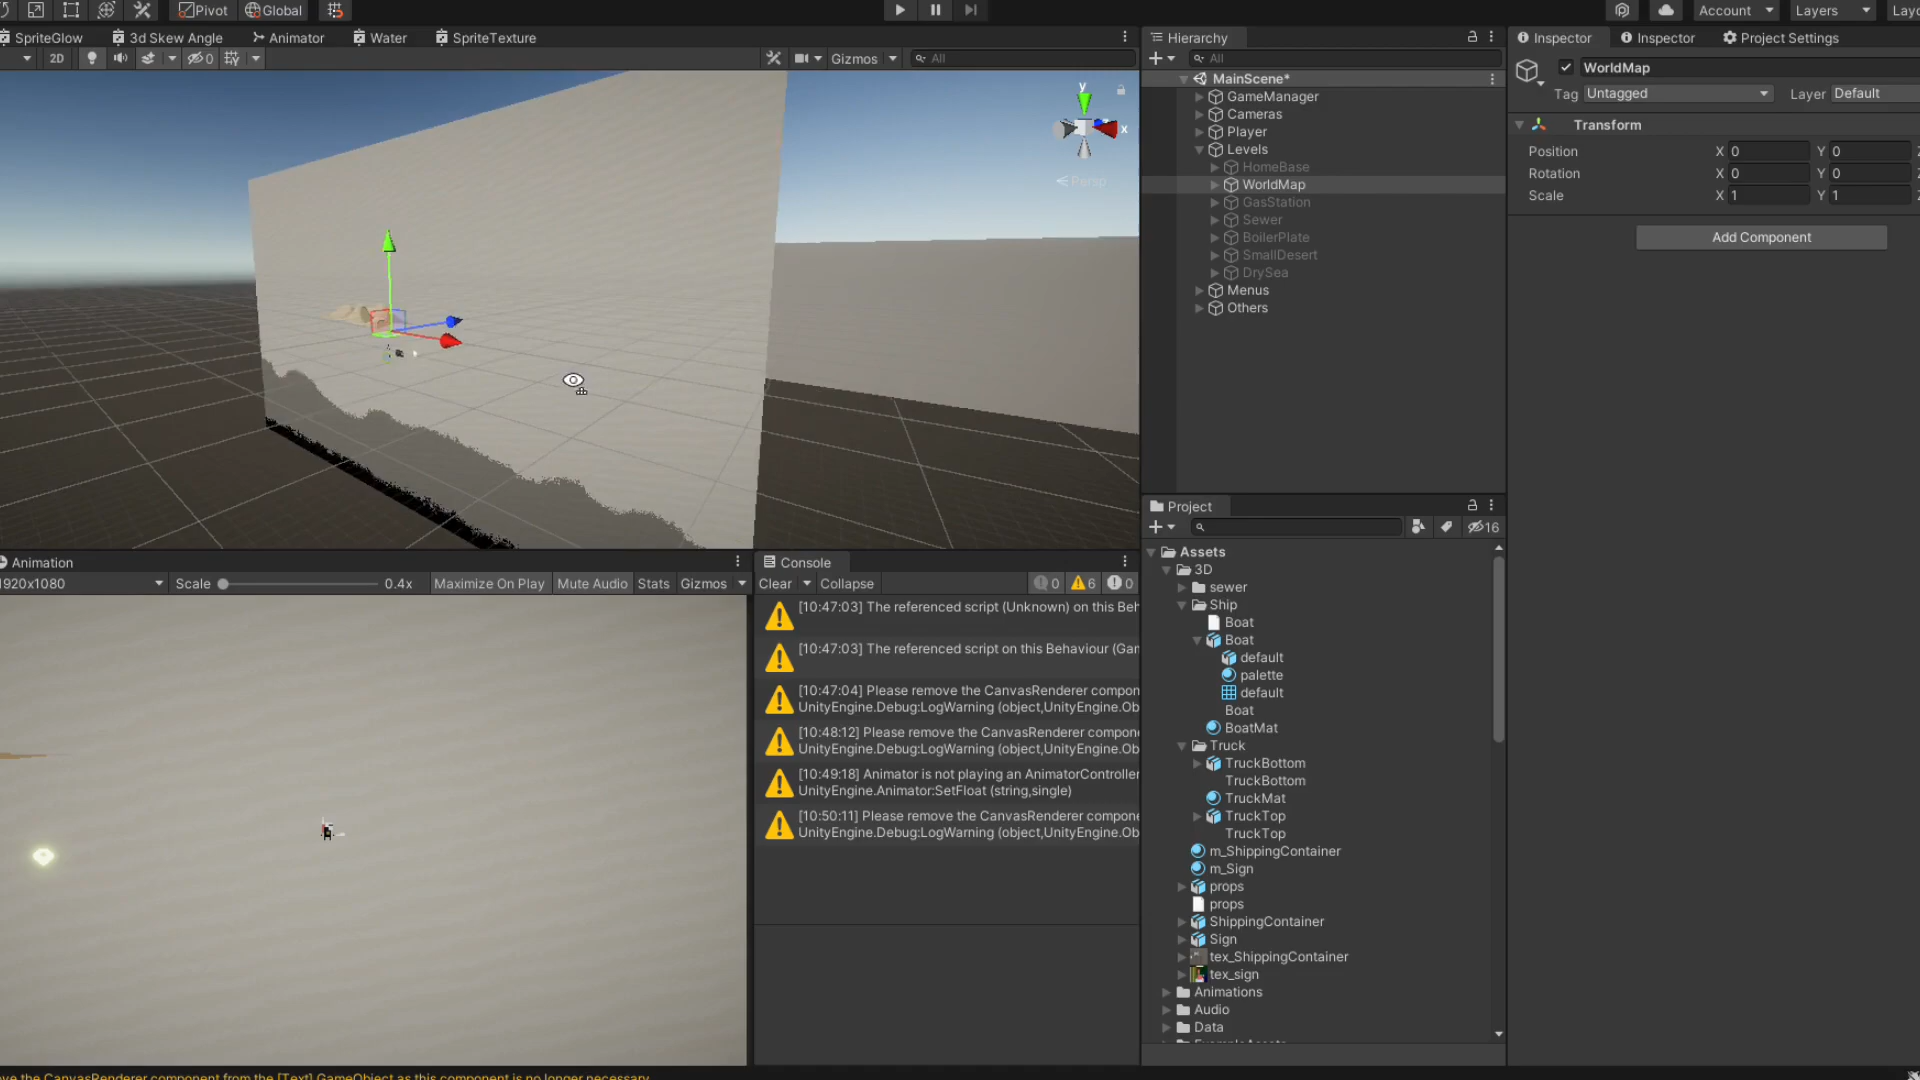 Pivot
Global
Account
Layers
Layo
SpriteGlow
3d Skew Angle
Animator
Water
SpriteTexture
2D
0
Gizmos
All
y
x
Persp
Hierarchy
All
MainScene*
GameManager
Cameras
Player
Levels
HomeBase
WorldMap
GasStation
Sewer
BoilerPlate
SmallDesert
DrySea
Menus
Others
Inspector
Inspector
Project Settings
WorldMap
Tag Untagged
Layer Default
Transform
Position X 0 Y 0
Rotation X 0 Y 0
Scale X 1 Y 1
Add Component
Animation
1920x1080
Scale 0.4x
Maximize On Play
Mute Audio
Stats
Gizmos
Console
Clear
Collapse
0
6
0
[10:47:03] The referenced script (Unknown) on this Beh
[10:47:03] The referenced script on this Behaviour (Gam
[10:47:04] Please remove the CanvasRenderer compon
UnityEngine.Debug:LogWarning (object,UnityEngine.Ob
[10:48:12] Please remove the CanvasRenderer compone
UnityEngine.Debug:LogWarning (object,UnityEngine.Ob
[10:49:18] Animator is not playing an AnimatorController
UnityEngine.Animator:SetFloat (string,single)
[10:50:11] Please remove the CanvasRenderer compone
UnityEngine.Debug:LogWarning (object,UnityEngine.Ob
Project
16
Assets
3D
sewer
Ship
Boat
Boat
default
palette
default
Boat
BoatMat
Truck
TruckBottom
TruckBottom
TruckMat
TruckTop
TruckTop
m_ShippingContainer
m_Sign
props
props
ShippingContainer
Sign
tex_ShippingContainer
tex_sign
Animations
Audio
Data
ove the CanvasRenderer component from the [Text] GameObject as this component is no longer necessary.